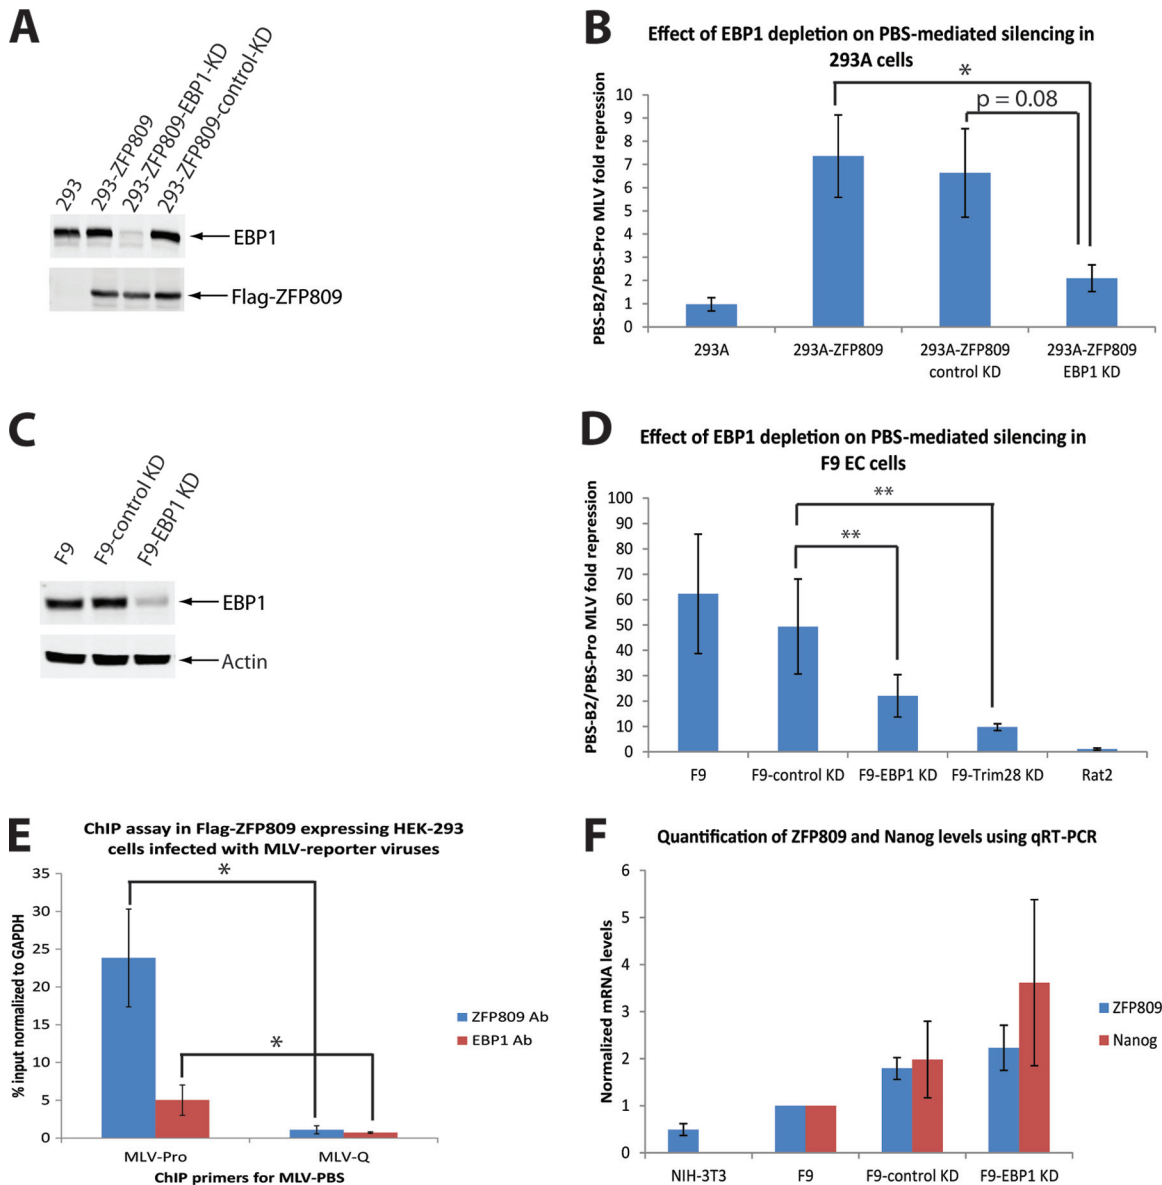 A
293
293-ZFP809
293-ZFP809-EBP1-KD
293-ZFP809-control-KD
EBP1
Flag-ZFP809
B
Effect of EBP1 depletion on PBS-mediated silencing in
293A cells
*
p = 0.08
PBS-B2/PBS-Pro MLV fold repression
10
9
8
7
6
5
4
3
2
1
0
293A
293A-ZFP809
293A-ZFP809
control KD
293A-ZFP809
EBP1 KD
C
F9
F9-control KD
F9-EBP1 KD
EBP1
Actin
D
Effect of EBP1 depletion on PBS-mediated silencing in
F9 EC cells
**
**
PBS-B2/PBS-Pro MLV fold repression
100
90
80
70
60
50
40
30
20
10
0
F9
F9-control KD
F9-EBP1 KD
F9-Trim28 KD
Rat2
E
ChIP assay in Flag-ZFP809 expressing HEK-293
cells infected with MLV-reporter viruses
*
*
% input normalized to GAPDH
35
30
25
20
15
10
5
0
MLV-Pro
MLV-Q
ChIP primers for MLV-PBS
ZFP809 Ab
EBP1 Ab
F
Quantification of ZFP809 and Nanog levels using qRT-PCR
Normalized mRNA levels
6
5
4
3
2
1
0
NIH-3T3
F9
F9-control KD
F9-EBP1 KD
ZFP809
Nanog